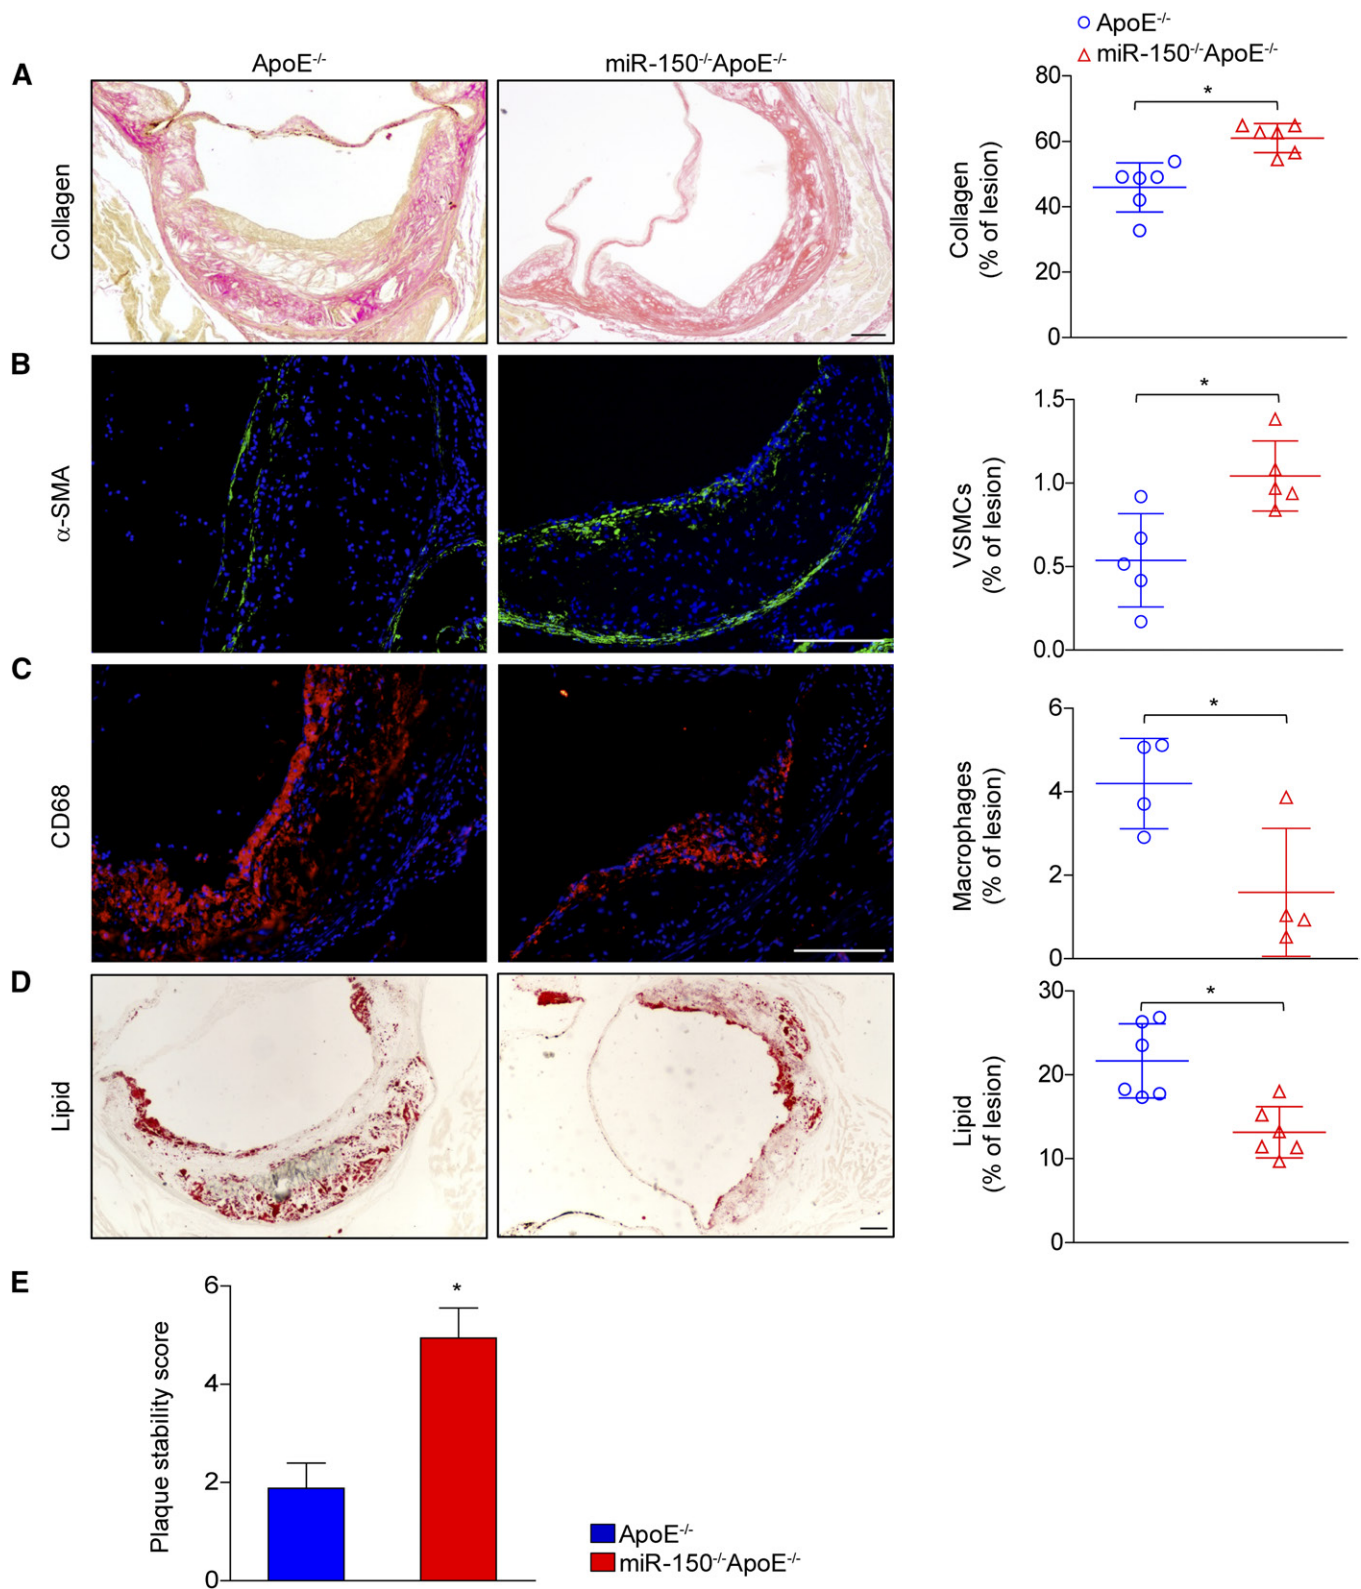 ApoE-/-
miR-150-/-ApoE-/-
A
ApoE-/-
miR-150-/-ApoE-/-
Collagen
Collagen
(% of lesion)
80
60
40
20
0
*
B
α-SMA
VSMCs
(% of lesion)
1.5
1.0
0.5
0.0
*
C
CD68
Macrophages
(% of lesion)
6
4
2
0
*
D
Lipid
Lipid
(% of lesion)
30
20
10
0
*
E
Plaque stability score
6
4
2
0
*
ApoE-/-
miR-150-/-ApoE-/-